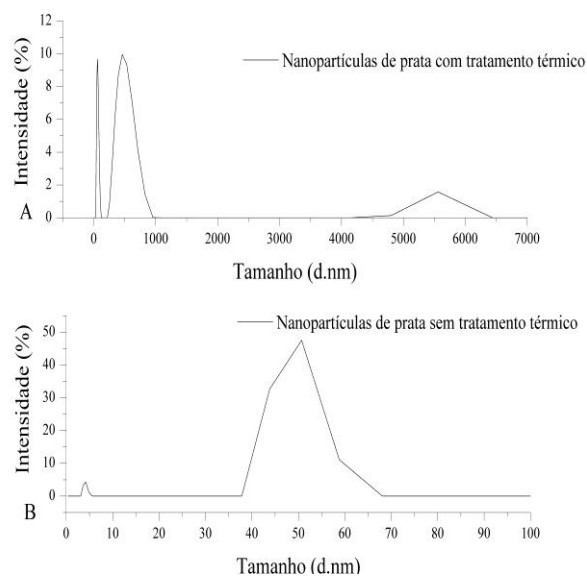 12
10
8
6
4
2
0
Intensidade (%)
Nanopartículas de prata com tratamento térmico
A
0 1000 2000 3000 4000 5000 6000 7000
Tamanho (d.nm)
50
40
30
20
10
0
Intensidade (%)
Nanopartículas de prata sem tratamento térmico
B
0 10 20 30 40 50 60 70 80 90 100
Tamanho (d.nm)